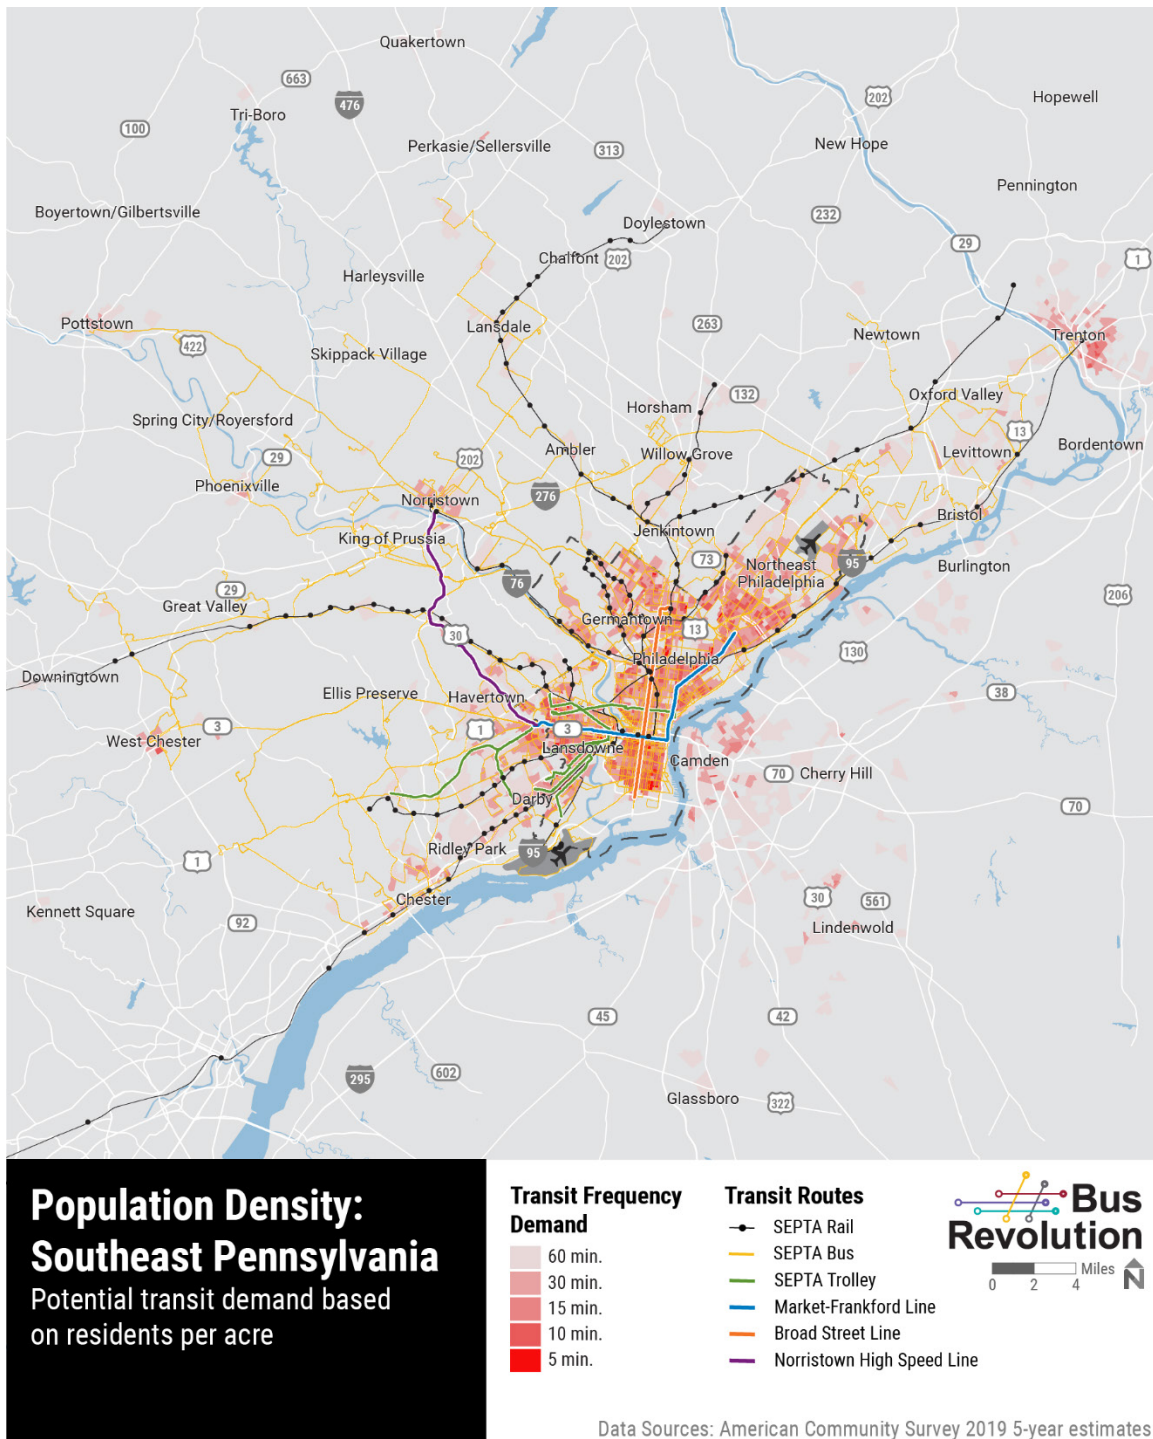 Quakertown
663
476
202
Hopewell
Tri-Boro
100
Perkasie/Sellersville
313
New Hope
Pennington
Boyertown/Gilbertsville
Doylestown
232
29
Chalfont
202
1
Harleysville
Pottstown
422
Lansdale
263
Newtown
Trenton
Skippack Village
132
Oxford Valley
Spring City/Royersford
Horsham
13
Bordentown
29
202
Ambler
Willow Grove
Levittown
Phoenixville
Norristown
276
Bristol
King of Prussia
Jenkintown
73
Northeast
Philadelphia
95
Burlington
29
76
206
Great Valley
30
Germantown
13
130
Downingtown
Philadelphia
Ellis Preserve
Havertown
38
3
1
3
West Chester
Lansdowne
Camden
70
Cherry Hill
Darby
70
1
Ridley Park
95
Kennett Square
92
Chester
30
561
Lindenwold
45
42
295
602
Glassboro
322
Population Density:
Southeast Pennsylvania
Potential transit demand based
on residents per acre
Transit Frequency
Demand
60 min.
30 min.
15 min.
10 min.
5 min.
Transit Routes
SEPTA Rail
SEPTA Bus
SEPTA Trolley
Market-Frankford Line
Broad Street Line
Norristown High Speed Line
Bus
Revolution
Miles
0 2 4
N
Data Sources: American Community Survey 2019 5-year estimates